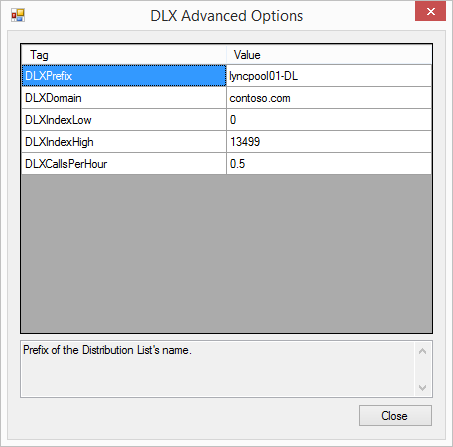 DLX Advanced Options
Tag Value
DLXPrefix lyncpool01-DL
DLXDomain contoso.com
DLXIndexLow 0
DLXIndexHigh 13499
DLXCallsPerHour 0.5
Prefix of the Distribution List's name.
Close